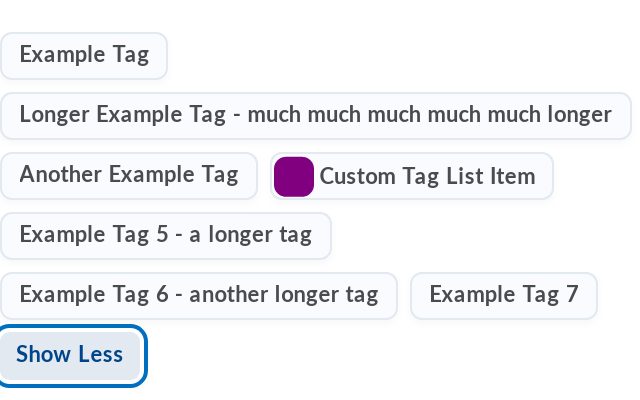 Example Tag
Longer Example Tag - much much much much much longer
Another Example Tag Custom Tag List Item
Example Tag 5 - a longer tag
Example Tag 6 - another longer tag Example Tag 7
Show Less